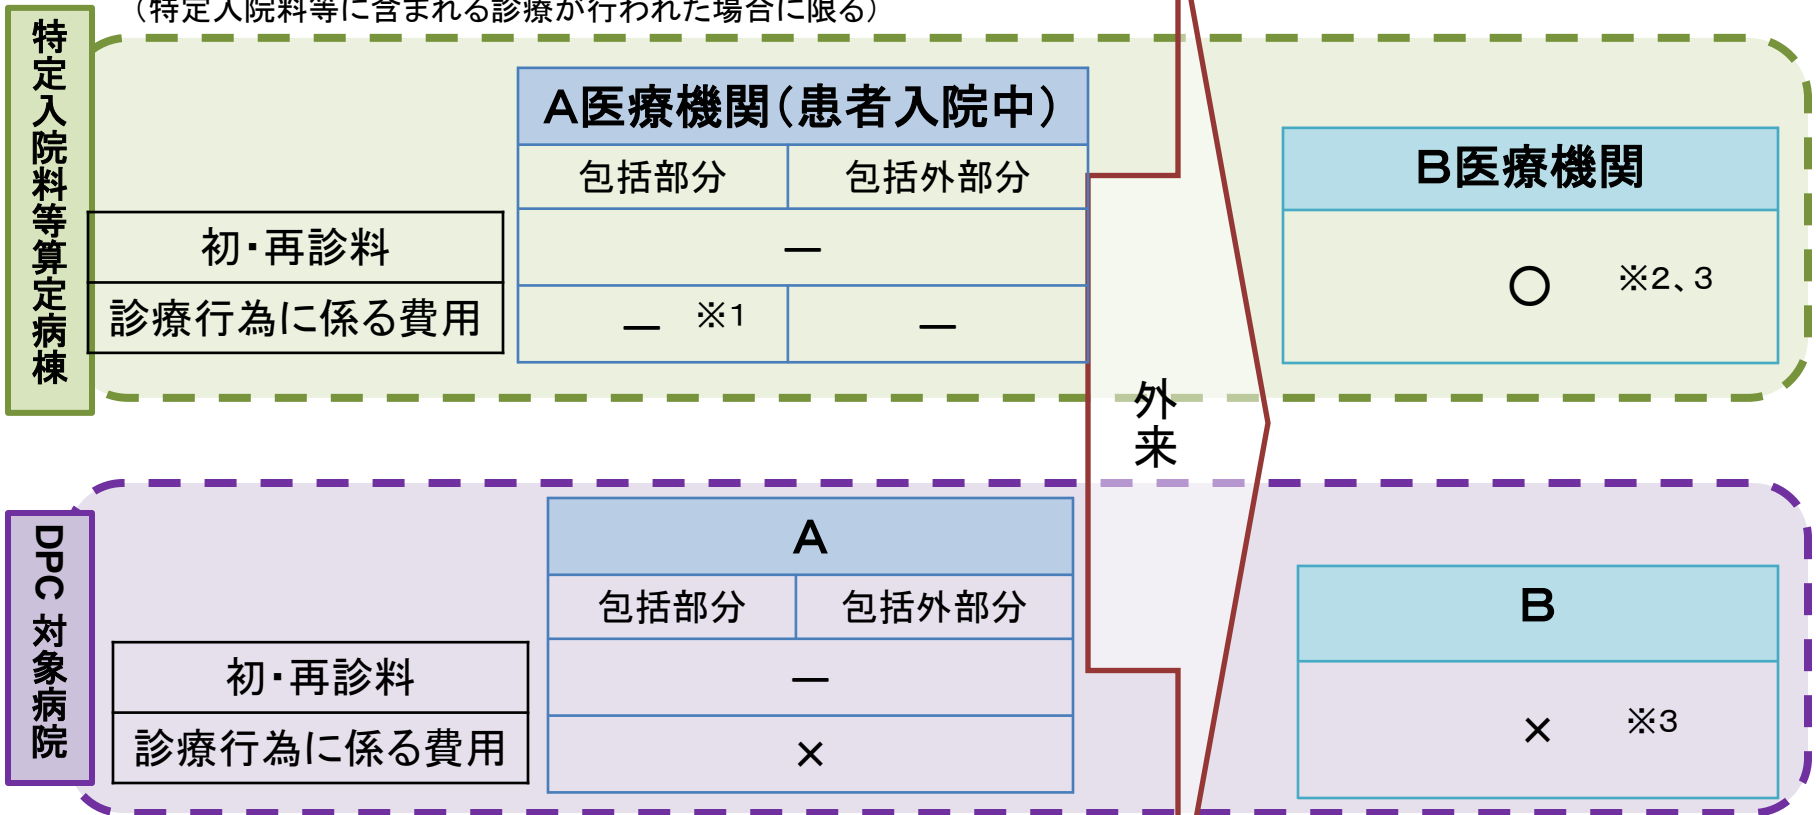 (特定入院料等に含まれる診療が行われた場合に限る)
特定入院料等算定病棟
A医療機関(患者入院中)
包括部分 包括外部分
B医療機関
初・再診料 ―
○ ※2、3
診療行為に係る費用 ― ※1 ―
外来
DPC 対象病院
A
包括部分 包括外部分
B
初・再診料 ―
× ※3
診療行為に係る費用 ×